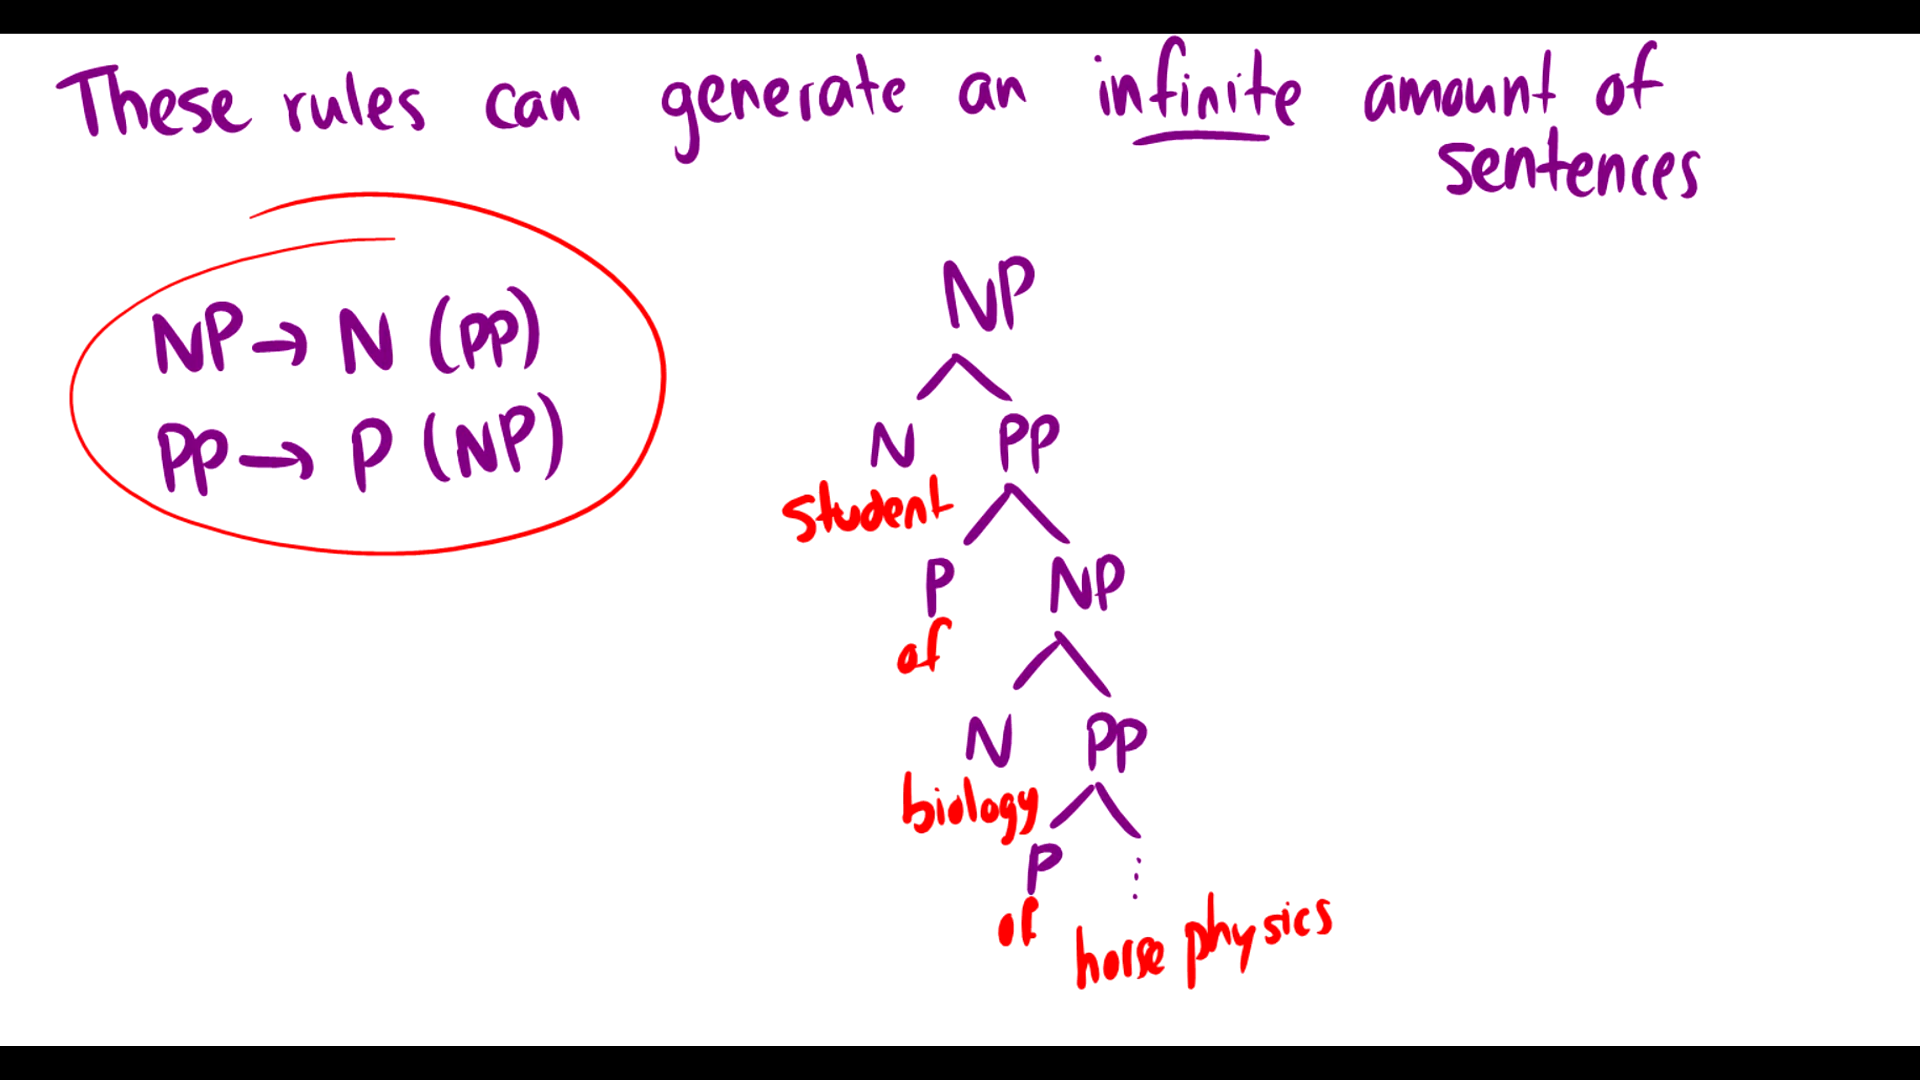 These rules can generate an infinite amount of
sentences
NP → N (PP)
PP → P (NP)
NP
N PP
student
P NP
of
N PP
biology
P
of
horse physics